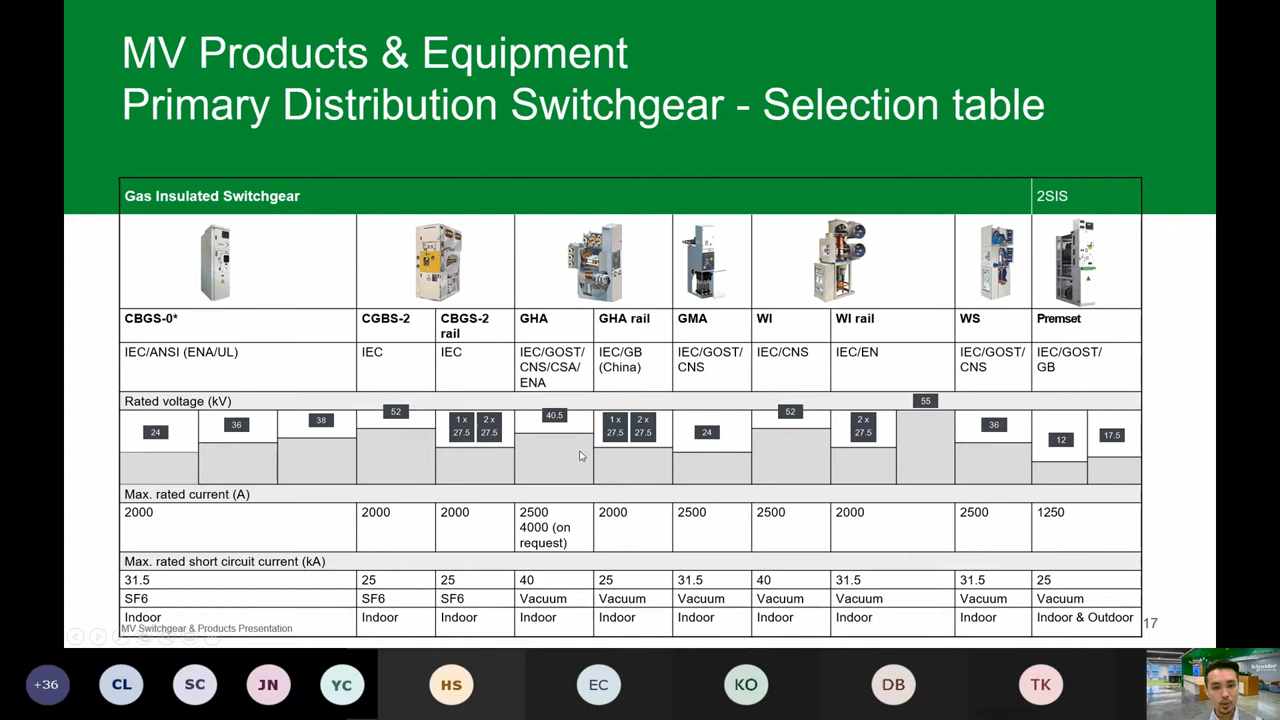 MV Products & Equipment
Primary Distribution Switchgear - Selection table
Gas Insulated Switchgear 2SIS
CBGS-0* CGBS-2 CBGS-2 rail GHA GHA rail GMA WI WI rail WS Premset
IEC/ANSI (ENA/UL) IEC IEC IEC/GOST/CNS/CSA/ENA IEC/GB (China) IEC/GOST/CNS IEC/CNS IEC/EN IEC/GOST/CNS IEC/GOST/GB
Rated voltage (kV)
24 36 38 52 1 x 27.5 2 x 27.5 40.5 1 x 27.5 2 x 27.5 24 52 2 x 27.5 55 36 12 17.5
Max. rated current (A)
2000 2000 2000 2500 4000 (on request) 2000 2500 2500 2000 2500 1250
Max. rated short circuit current (kA)
31.5 25 25 40 25 31.5 40 31.5 31.5 25
SF6 SF6 SF6 Vacuum Vacuum Vacuum Vacuum Vacuum Vacuum Vacuum
Indoor Indoor Indoor Indoor Indoor Indoor Indoor Indoor Indoor Indoor & Outdoor
MV Switchgear & Products Presentation
17
+36 CL SC JN YC HS EC KO DB TK
Schneider